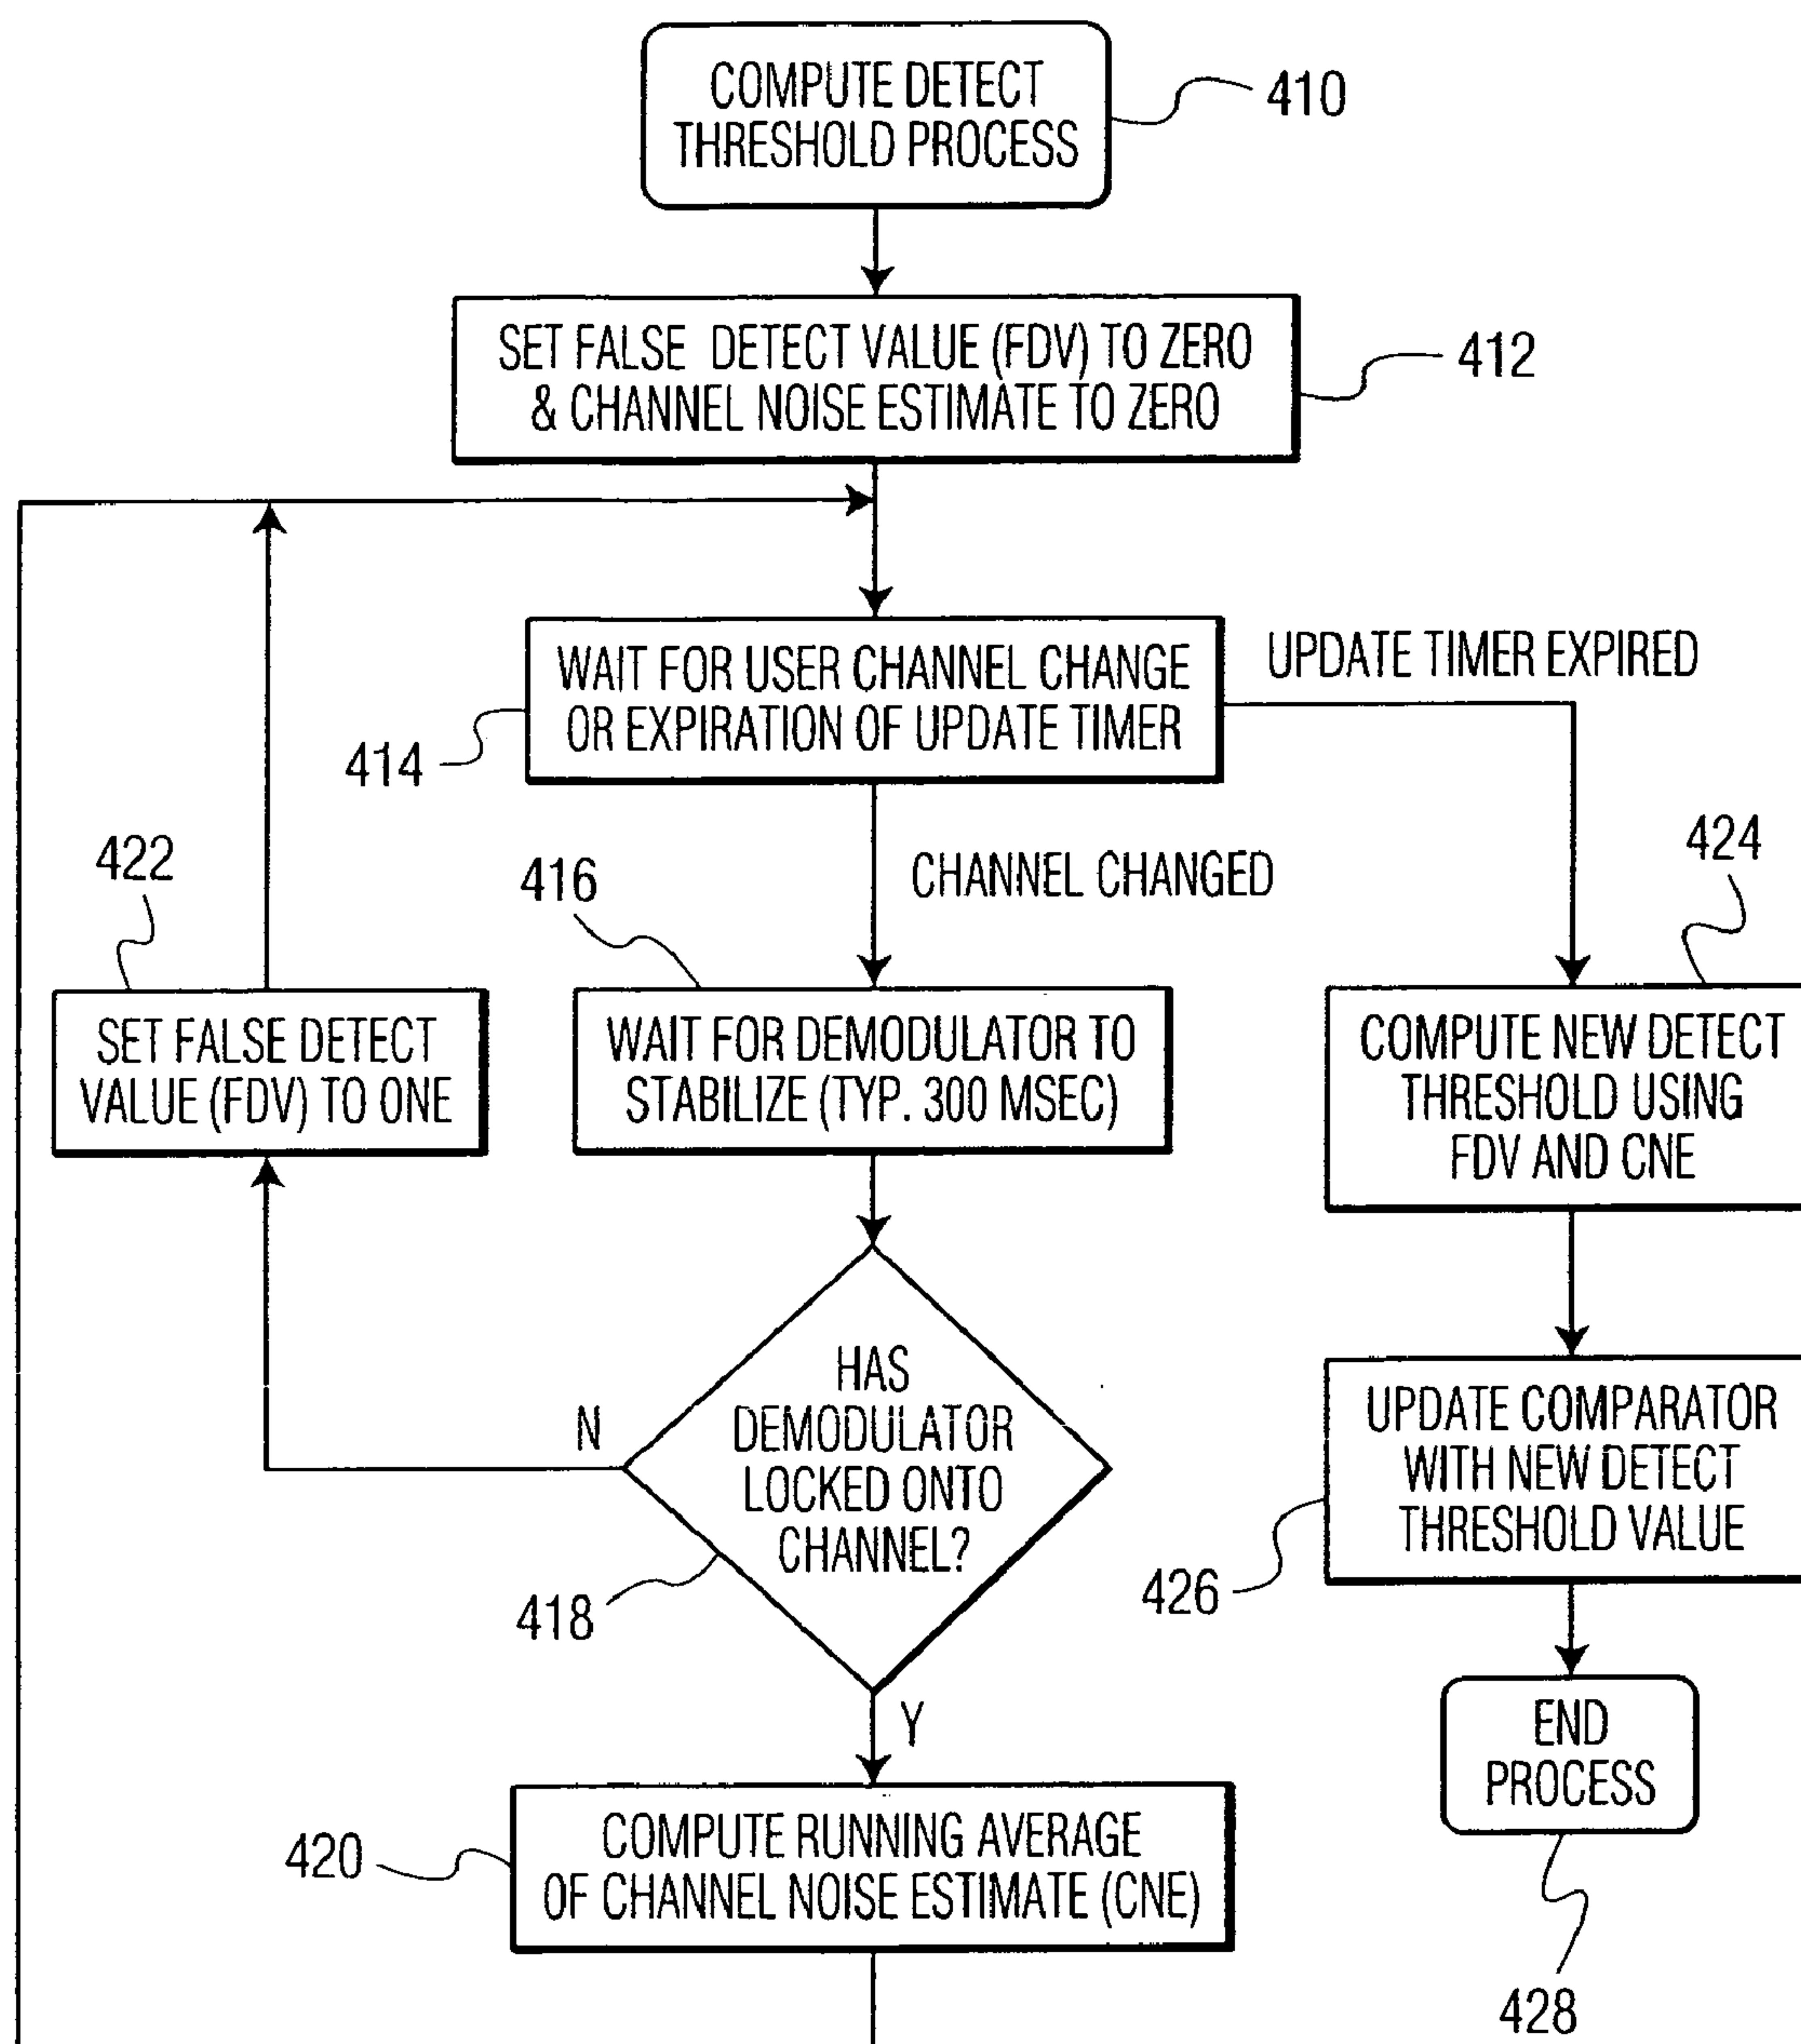 COMPUTE DETECT
THRESHOLD PROCESS
410
SET FALSE DETECT VALUE (FDV) TO ZERO
& CHANNEL NOISE ESTIMATE TO ZERO
412
WAIT FOR USER CHANNEL CHANGE
OR EXPIRATION OF UPDATE TIMER
414
UPDATE TIMER EXPIRED
CHANNEL CHANGED
422
SET FALSE DETECT
VALUE (FDV) TO ONE
416
WAIT FOR DEMODULATOR TO
STABILIZE (TYP. 300 MSEC)
424
COMPUTE NEW DETECT
THRESHOLD USING
FDV AND CNE
N
HAS
DEMODULATOR
LOCKED ONTO
CHANNEL?
418
Y
UPDATE COMPARATOR
WITH NEW DETECT
THRESHOLD VALUE
426
END
PROCESS
428
COMPUTE RUNNING AVERAGE
OF CHANNEL NOISE ESTIMATE (CNE)
420